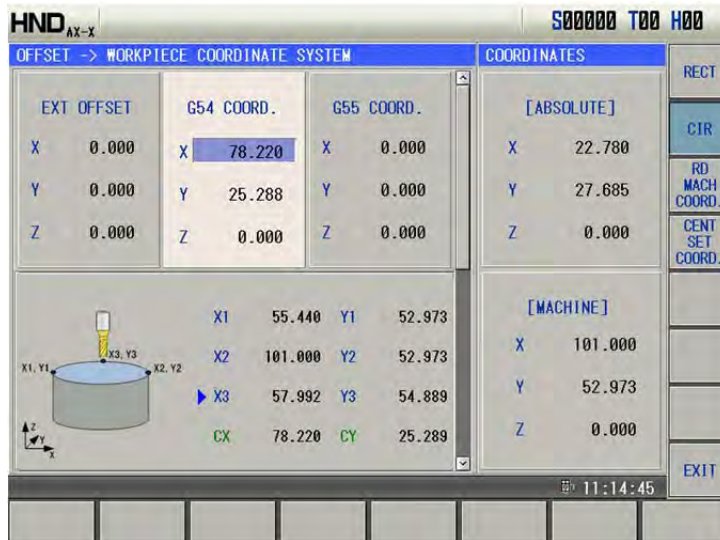 HND AX-X S00000 T00 H00
OFFSET -> WORKPIECE COORDINATE SYSTEM
EXT OFFSET
X 0.000
Y 0.000
Z 0.000
G54 COORD.
X 78.220
Y 25.288
Z 0.000
G55 COORD.
X 0.000
Y 0.000
Z 0.000
X1, Y1
X3, Y3
X2, Y2
Z
Y
X
X1 55.440 Y1 52.973
X2 101.000 Y2 52.973
X3 57.992 Y3 54.889
CX 78.220 CY 25.289
COORDINATES
[ABSOLUTE]
X 22.780
Y 27.685
Z 0.000
[MACHINE]
X 101.000
Y 52.973
Z 0.000
RECT
CIR
RD
MACH
COORD.
CENT
SET
COORD.
EXIT
11:14:45